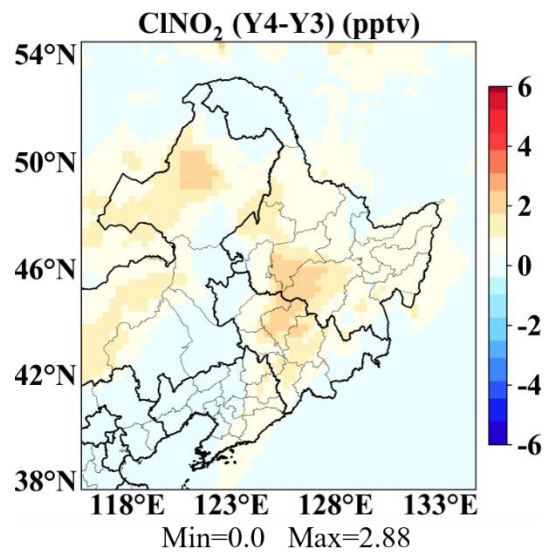 ClNO₂ (Y4-Y3) (pptv)
54°N
50°N
46°N
42°N
38°N
118°E 123°E 128°E 133°E
6
4
2
0
-2
-4
-6
Min=0.0 Max=2.88